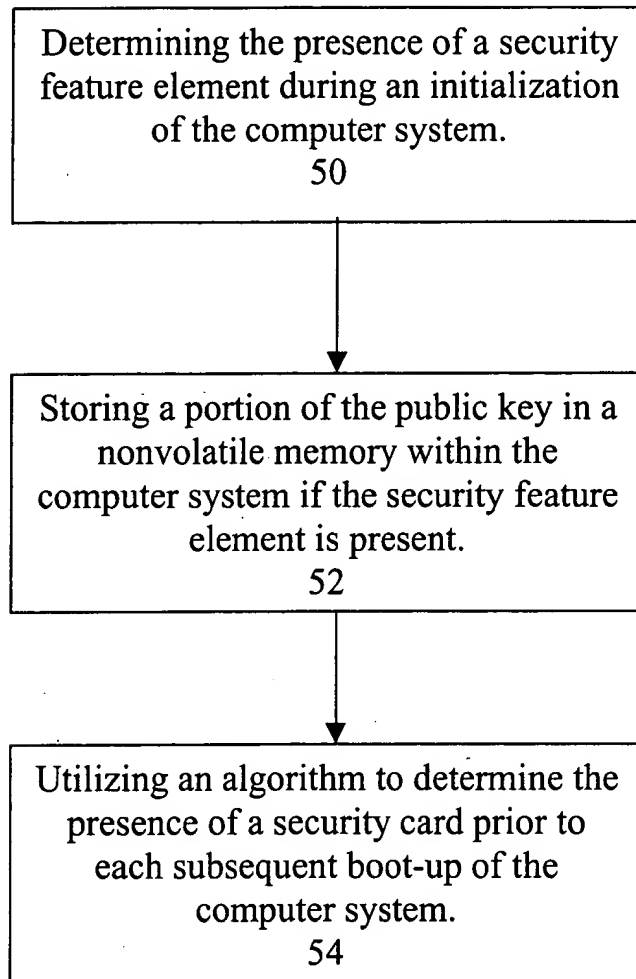 Determining the presence of a security
feature element during an initialization
of the computer system.
50
Storing a portion of the public key in a
nonvolatile memory within the
computer system if the security feature
element is present.
52
Utilizing an algorithm to determine the
presence of a security card prior to
each subsequent boot-up of the
computer system.
54